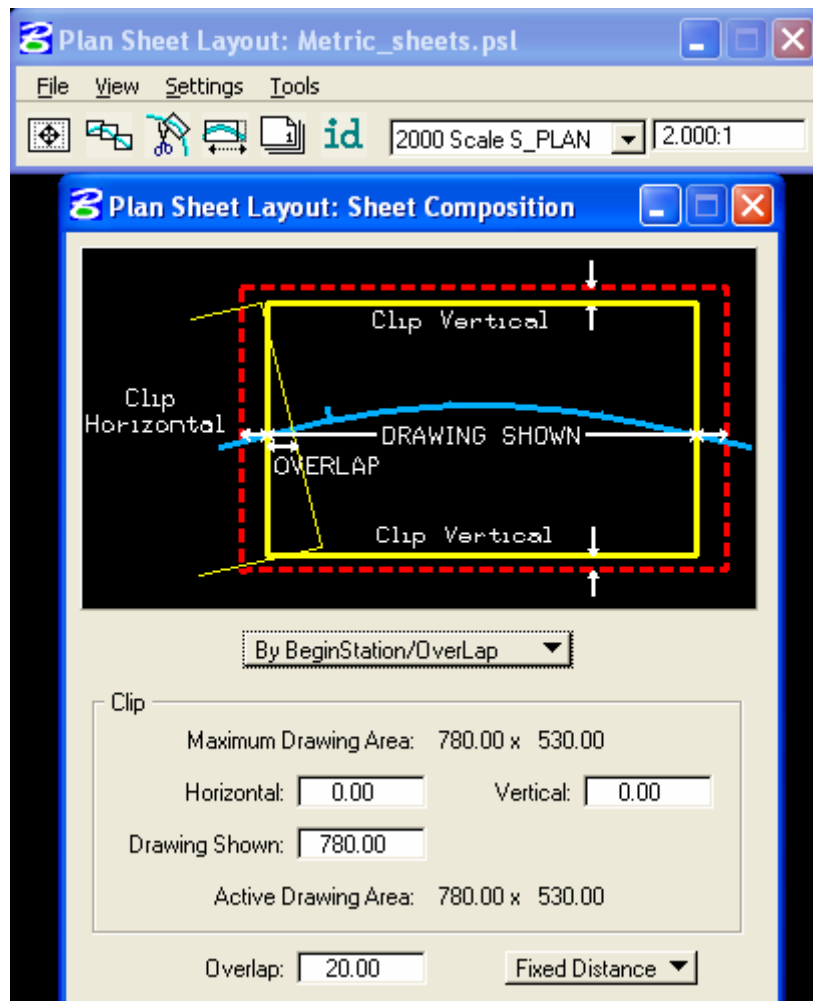 Plan Sheet Layout: Metric_sheets.psl
File View Settings Tools
1 id 2000 Scale S_PLAN 2.000:1
Plan Sheet Layout: Sheet Composition
Clip Vertical
Clip
Horizontal
DRAWING SHOWN
OVERLAP
Clip Vertical
By BeginStation/OverLap
Clip
Maximum Drawing Area: 780.00 x 530.00
Horizontal: 0.00 Vertical: 0.00
Drawing Shown: 780.00
Active Drawing Area: 780.00 x 530.00
Overlap: 20.00 Fixed Distance